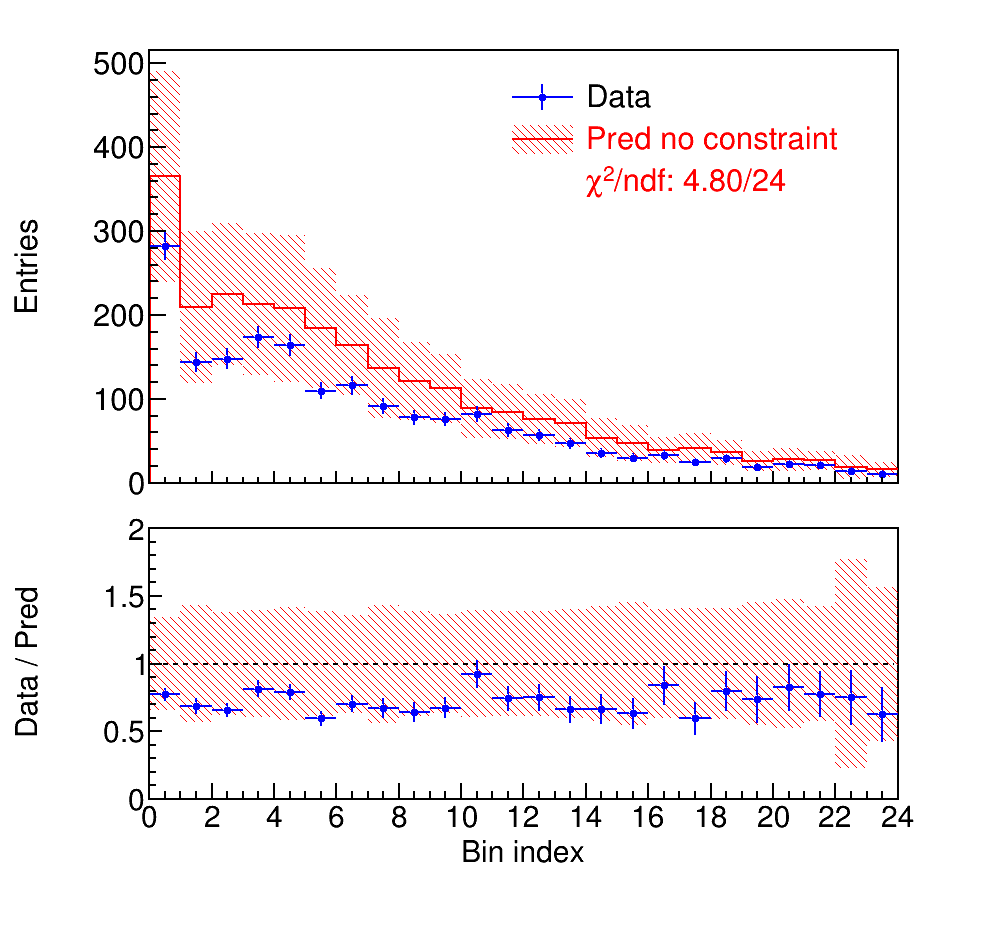 Entries
500
400
300
200
100
0
Data
Pred no constraint
χ²/ndf: 4.80/24
Data / Pred
2
1.5
1
0.5
0
0 2 4 6 8 10 12 14 16 18 20 22 24
Bin index